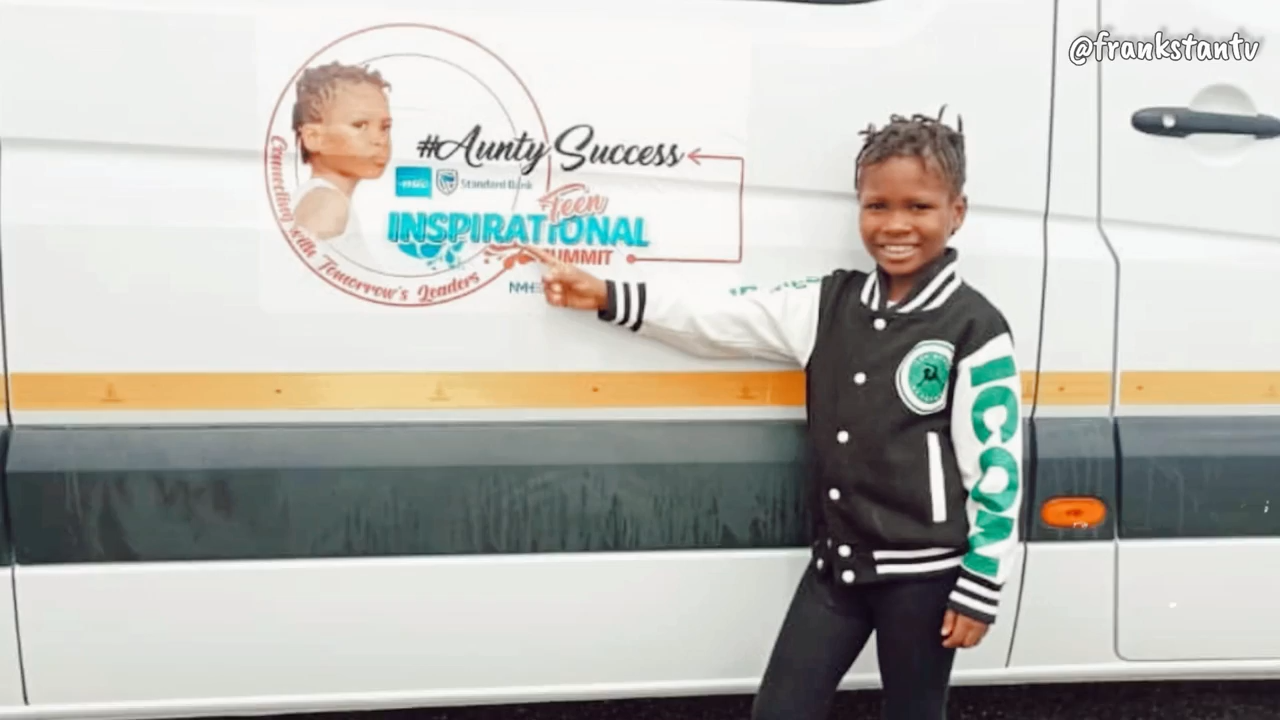 @frankstantv
#Aunty Success
Standard Bank
Teen
INSPIRATIONAL
SUMMIT
Connecting with Tomorrow's Leaders
ICON